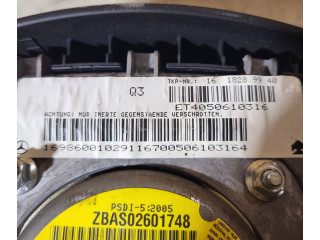 TKP-Nr.: 16 1828 99 40
Q3
ET4050610316
ACHTUNG: NUR INERTE GEGENSTAENDE VERSCHROTTEN.
16986001029116700506103164
PSDI-5:2005
ZBAS02601748